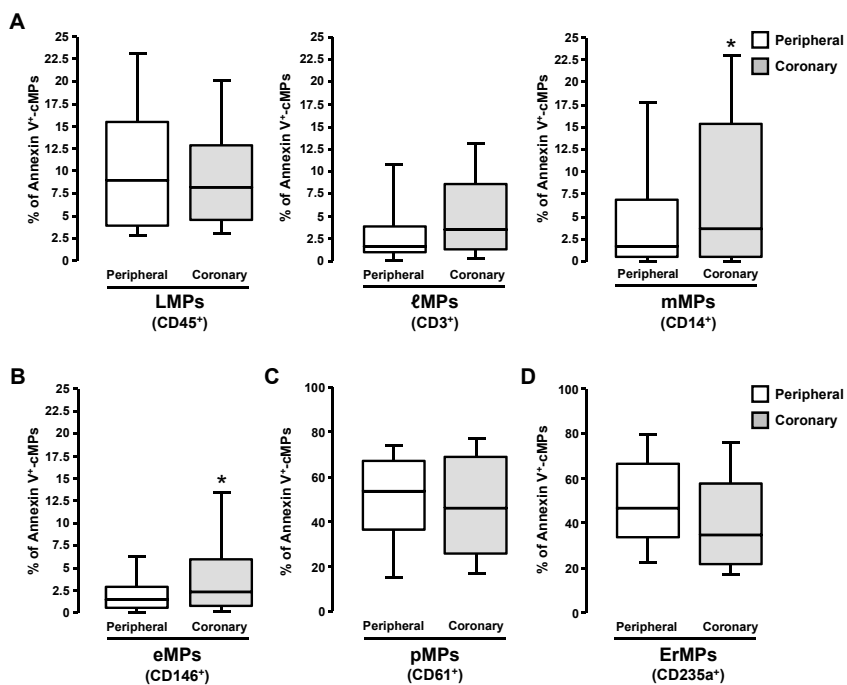 A
% of Annexin V⁺-cMPs
25
22.5
20
17.5
15
12.5
10
7.5
5
2.5
0
Peripheral Coronary
LMPs
(CD45⁺)
% of Annexin V⁺-cMPs
25
22.5
20
17.5
15
12.5
10
7.5
5
2.5
0
Peripheral Coronary
ℓMPs
(CD3⁺)
% of Annexin V⁺-cMPs
25
22.5
20
17.5
15
12.5
10
7.5
5
2.5
0
*
Peripheral Coronary
mMPs
(CD14⁺)
Peripheral
Coronary
B
% of Annexin V⁺-cMPs
25
22.5
20
17.5
15
12.5
10
7.5
5
2.5
0
*
Peripheral Coronary
eMPs
(CD146⁺)
C
% of Annexin V⁺-cMPs
100
80
60
40
20
0
Peripheral Coronary
pMPs
(CD61⁺)
D
% of Annexin V⁺-cMPs
100
80
60
40
20
0
Peripheral Coronary
ErMPs
(CD235a⁺)
Peripheral
Coronary